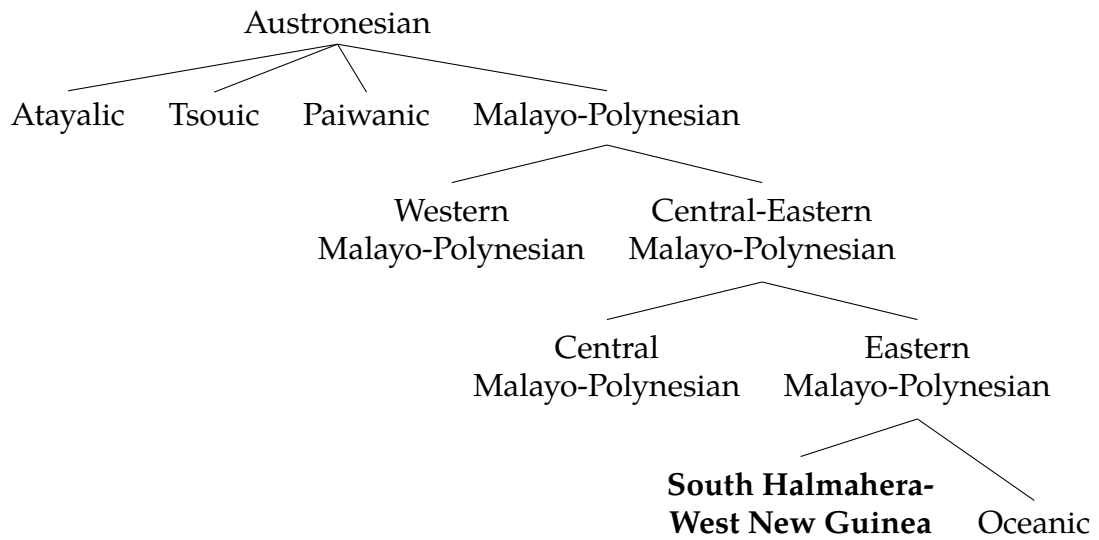 Austronesian
Atayalic Tsouic Paiwanic Malayo-Polynesian
Western
Malayo-Polynesian
Central-Eastern
Malayo-Polynesian
Central
Malayo-Polynesian
Eastern
Malayo-Polynesian
South Halmahera-
West New Guinea
Oceanic